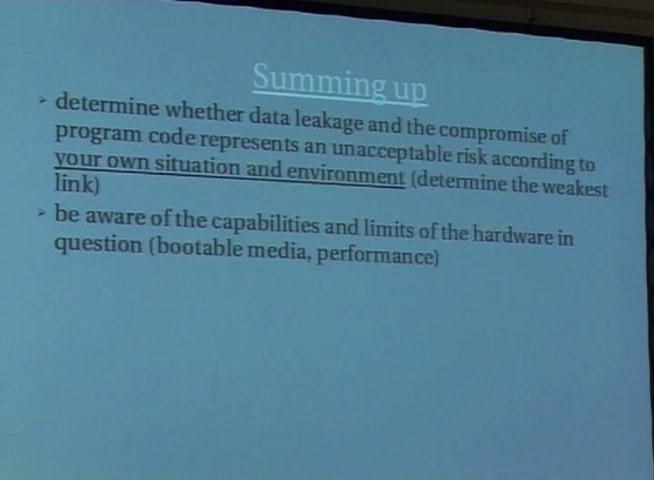 Summing up
➢ determine whether data leakage and the compromise of
program code represents an unacceptable risk according to
your own situation and environment (determine the weakest
link)
➢ be aware of the capabilities and limits of the hardware in
question (bootable media, performance)